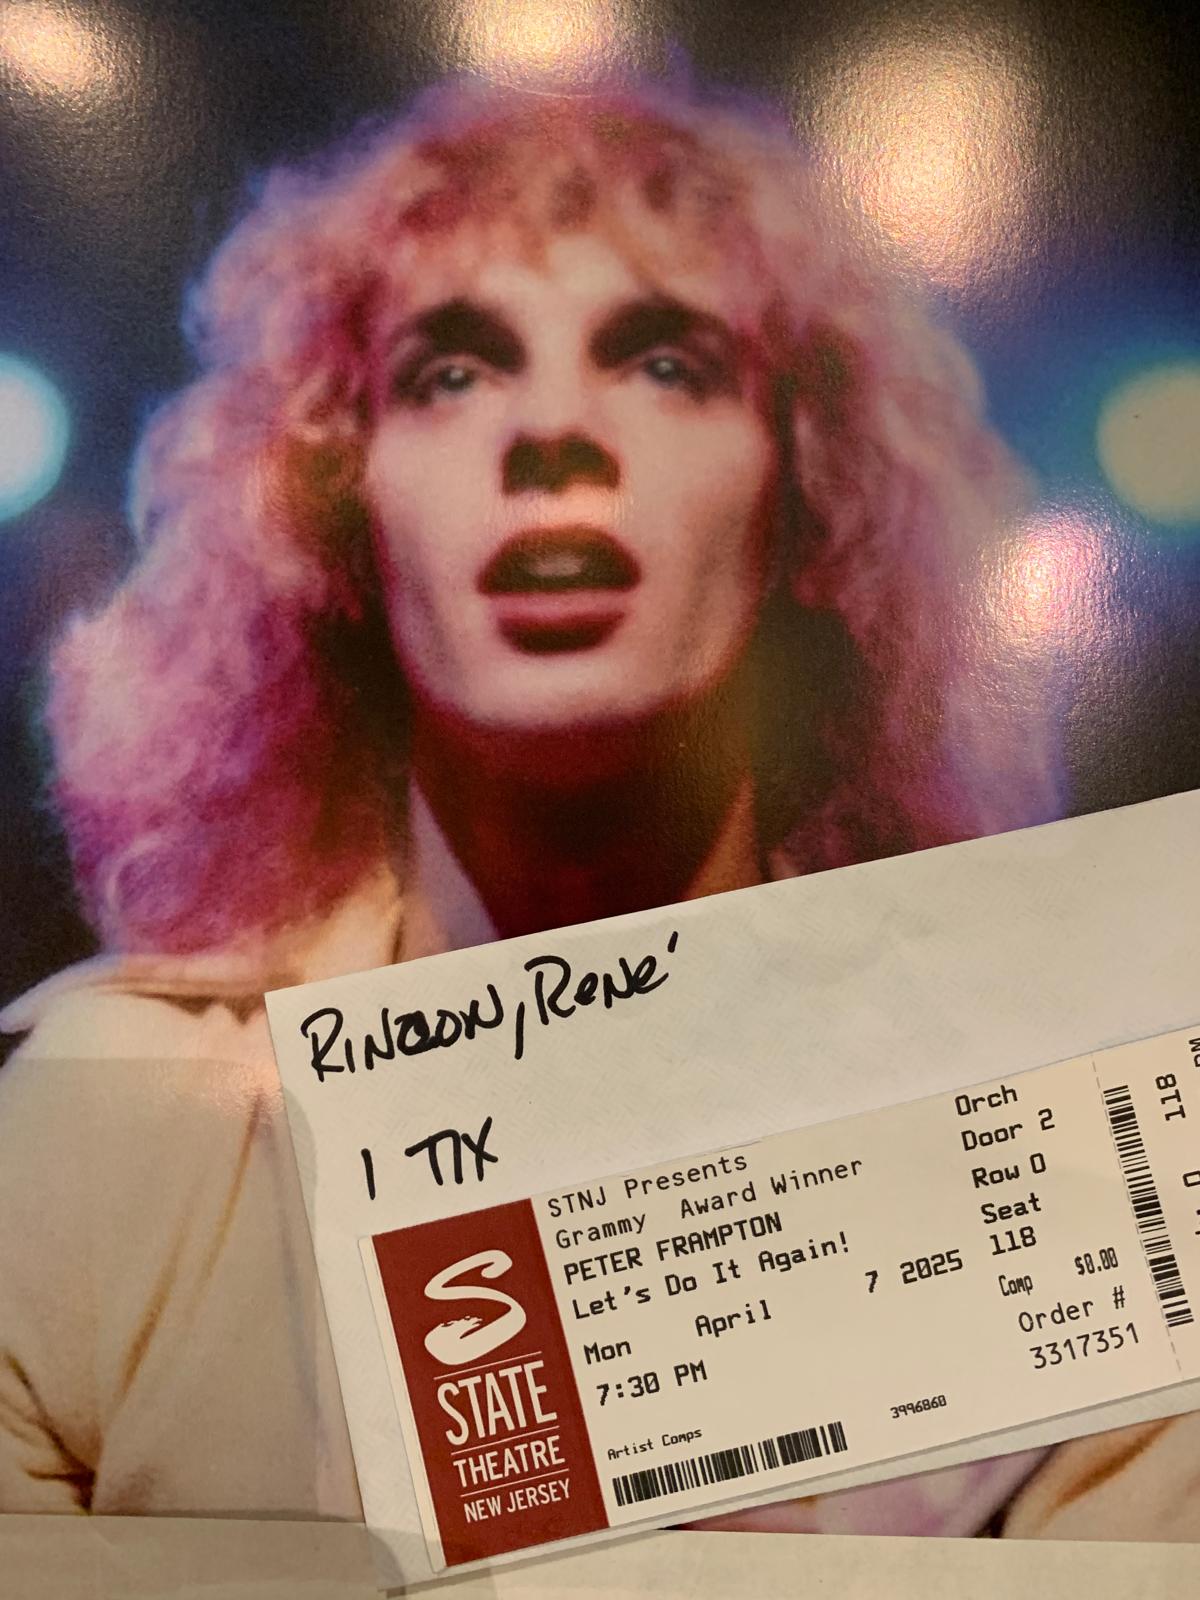 RINCON, RENÉ
1 TIX
STNJ Presents
Grammy Award Winner
PETER FRAMPTON
Let's Do It Again!
Mon April 7 2025
7:30 PM
Artist Comps
3996860
Orch
Door 2
Row O
Seat
118
Comp $0.00
Order #
3317351
118
S
STATE
THEATRE
NEW JERSEY